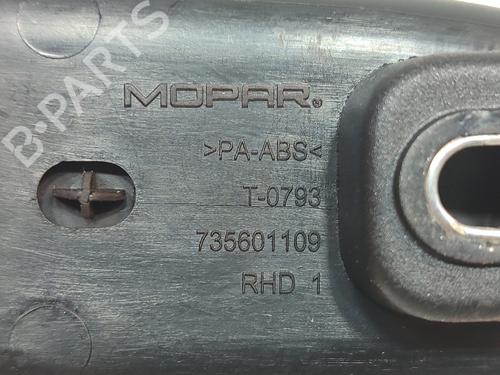 B-PARTS
MOPAR®
>PA-ABS<
T-0793
735601109
RHD 1